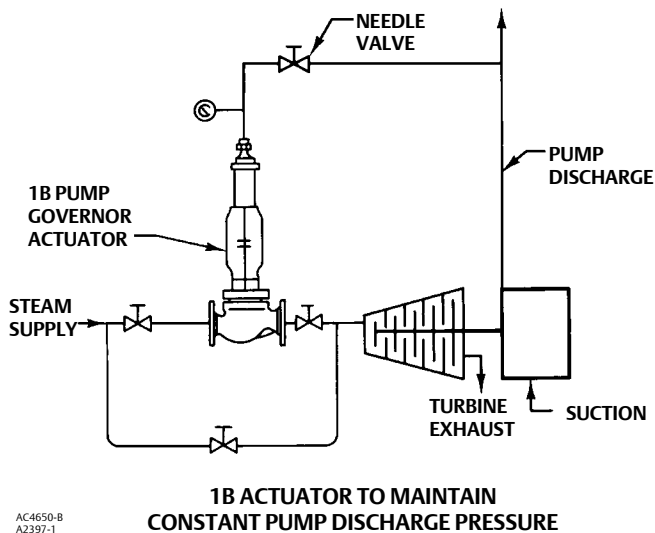 NEEDLE
VALVE
PUMP
DISCHARGE
1B PUMP
GOVERNOR
ACTUATOR
STEAM
SUPPLY
TURBINE
EXHAUST
SUCTION
1B ACTUATOR TO MAINTAIN
CONSTANT PUMP DISCHARGE PRESSURE
AC4650-B
A2397-1